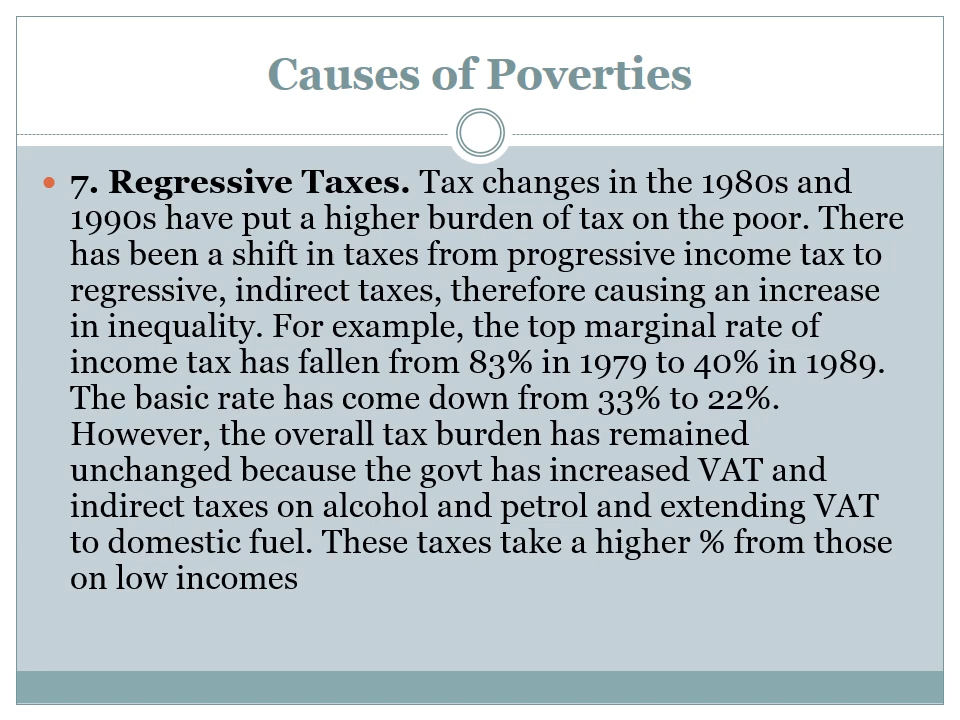 Causes of Poverties
• 7. Regressive Taxes. Tax changes in the 1980s and
1990s have put a higher burden of tax on the poor. There
has been a shift in taxes from progressive income tax to
regressive, indirect taxes, therefore causing an increase
in inequality. For example, the top marginal rate of
income tax has fallen from 83% in 1979 to 40% in 1989.
The basic rate has come down from 33% to 22%.
However, the overall tax burden has remained
unchanged because the govt has increased VAT and
indirect taxes on alcohol and petrol and extending VAT
to domestic fuel. These taxes take a higher % from those
on low incomes